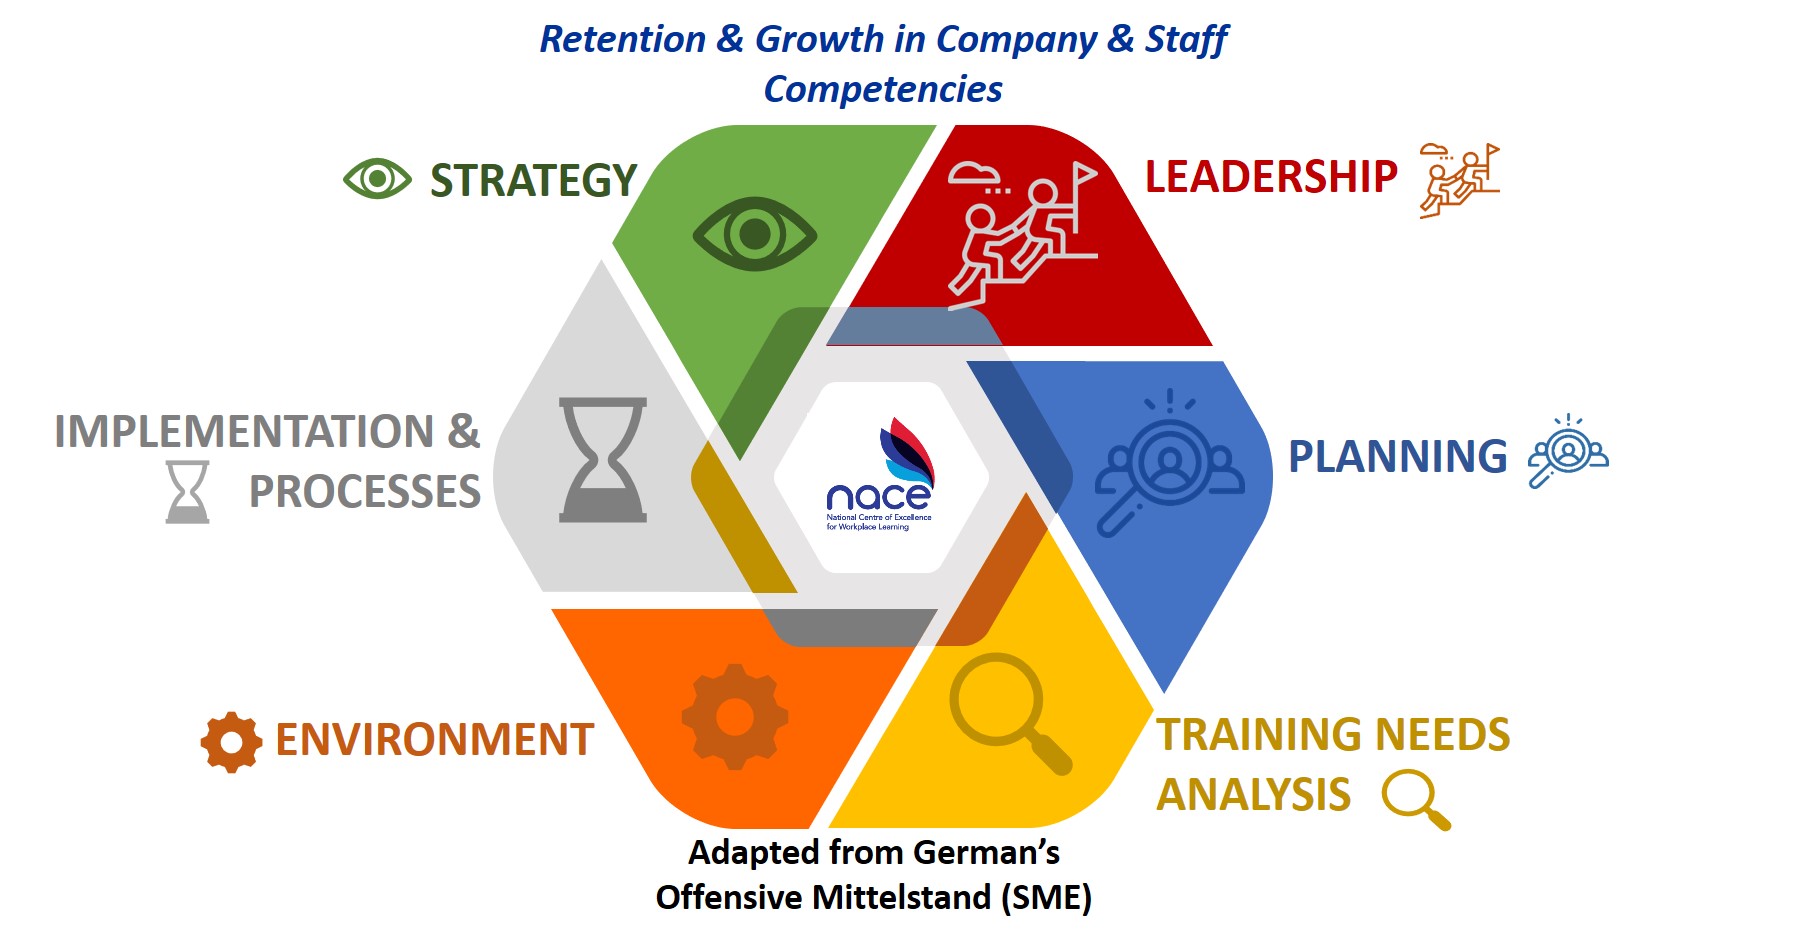 Retention & Growth in Company & Staff
Competencies
STRATEGY
LEADERSHIP
IMPLEMENTATION &
PROCESSES
PLANNING
nace
National Centre of Excellence
for Workplace Learning
ENVIRONMENT
TRAINING NEEDS
ANALYSIS
Adapted from German’s
Offensive Mittelstand (SME)